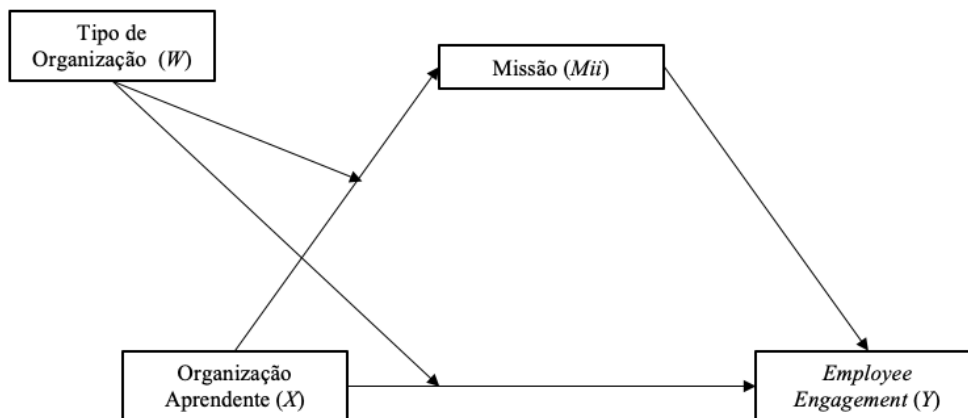 Tipo de
Organização (W)
Missão (Mii)
Organização
Aprendente (X)
Employee
Engagement (Y)